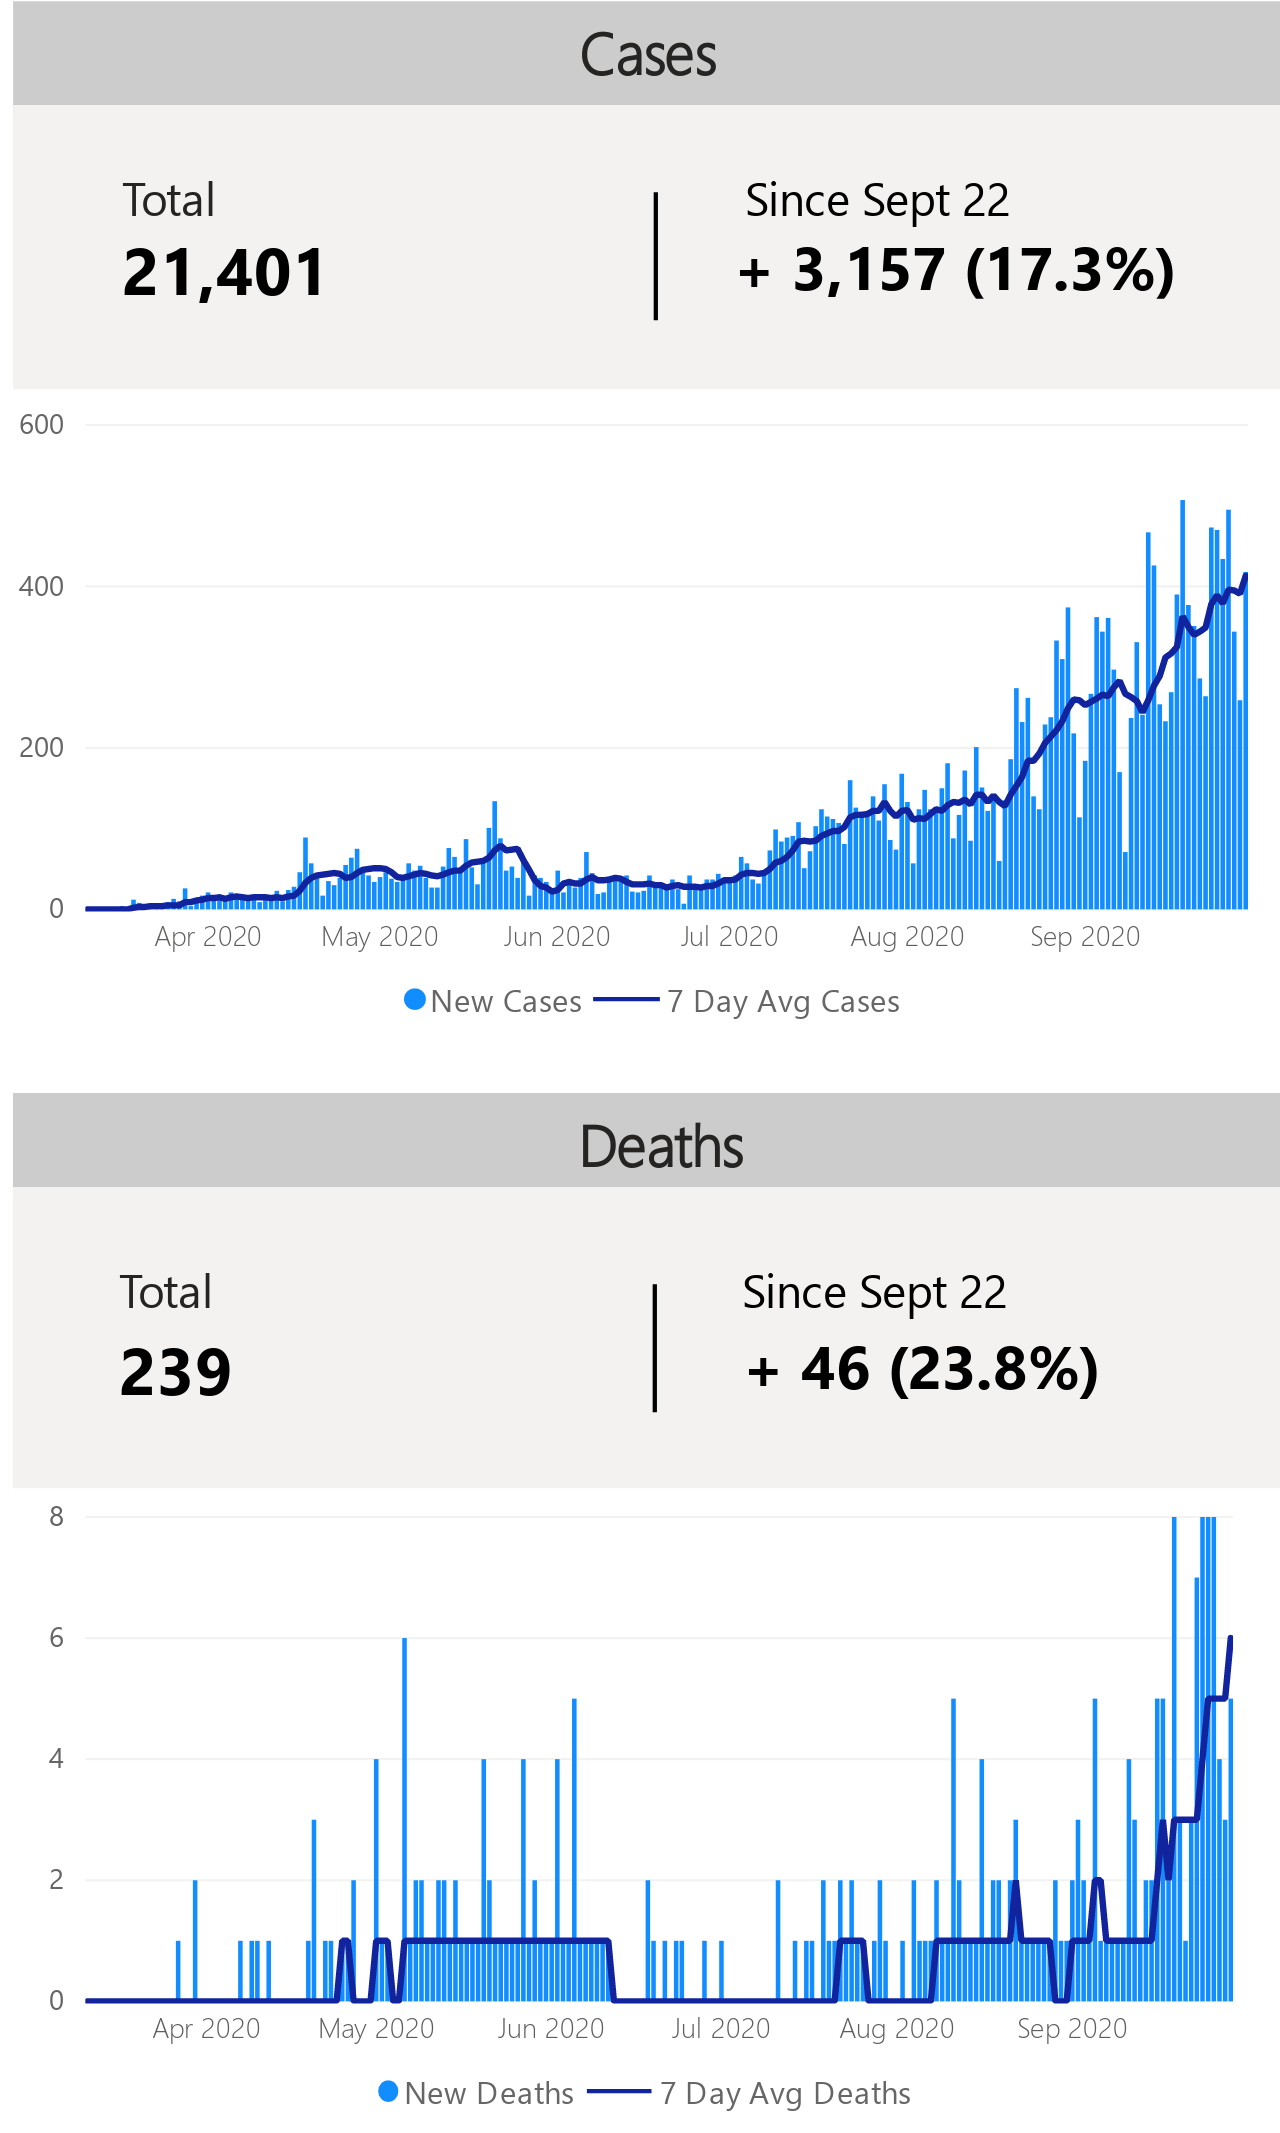 Cases
Total
Since Sept 22
21,401
+ 3,157 (17.3%)
600
400
200
0
Apr 2020 May 2020 Jun 2020 Jul 2020 Aug 2020 Sep 2020
New Cases 7 Day Avg Cases
Deaths
Total
Since Sept 22
239
+ 46 (23.8%)
8
6
4
2
0
Apr 2020 May 2020 Jun 2020 Jul 2020 Aug 2020 Sep 2020
New Deaths 7 Day Avg Deaths